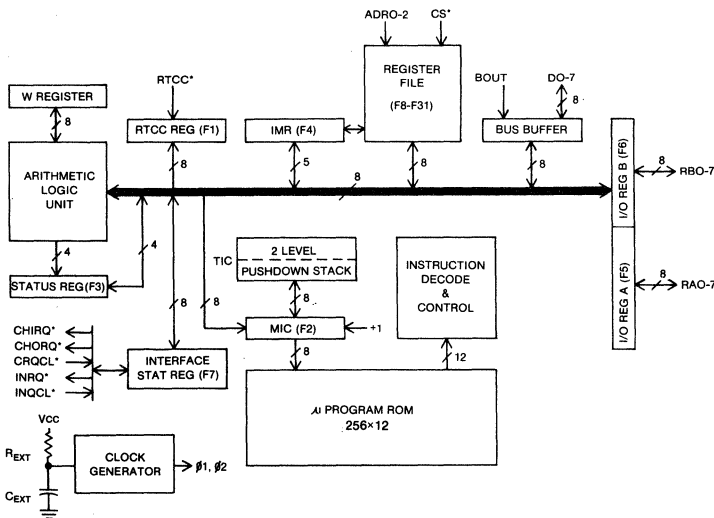 ADRO-2
CS*
RTCC*
REGISTER
FILE
(F8-F31)
BOUT
DO-7
8
W REGISTER
8
RTCC REG (F1)
IMR (F4)
BUS BUFFER
8
5
8
8
8
ARITHMETIC
LOGIC
UNIT
I/O REG B (F6)
8
RBO-7
I/O REG A (F5)
8
RAO-7
4
4
STATUS REG(F3)
8
8
TIC
2 LEVEL
PUSHDOWN STACK
8
INSTRUCTION
DECODE
&
CONTROL
MIC (F2)
+1
8
12
CHIRQ*
CHORQ*
CRQCL*
INRQ*
INQCL*
INTERFACE
STAT REG (F7)
μ PROGRAM ROM
256×12
Vcc
REXT
CEXT
CLOCK
GENERATOR
ø1, ø2